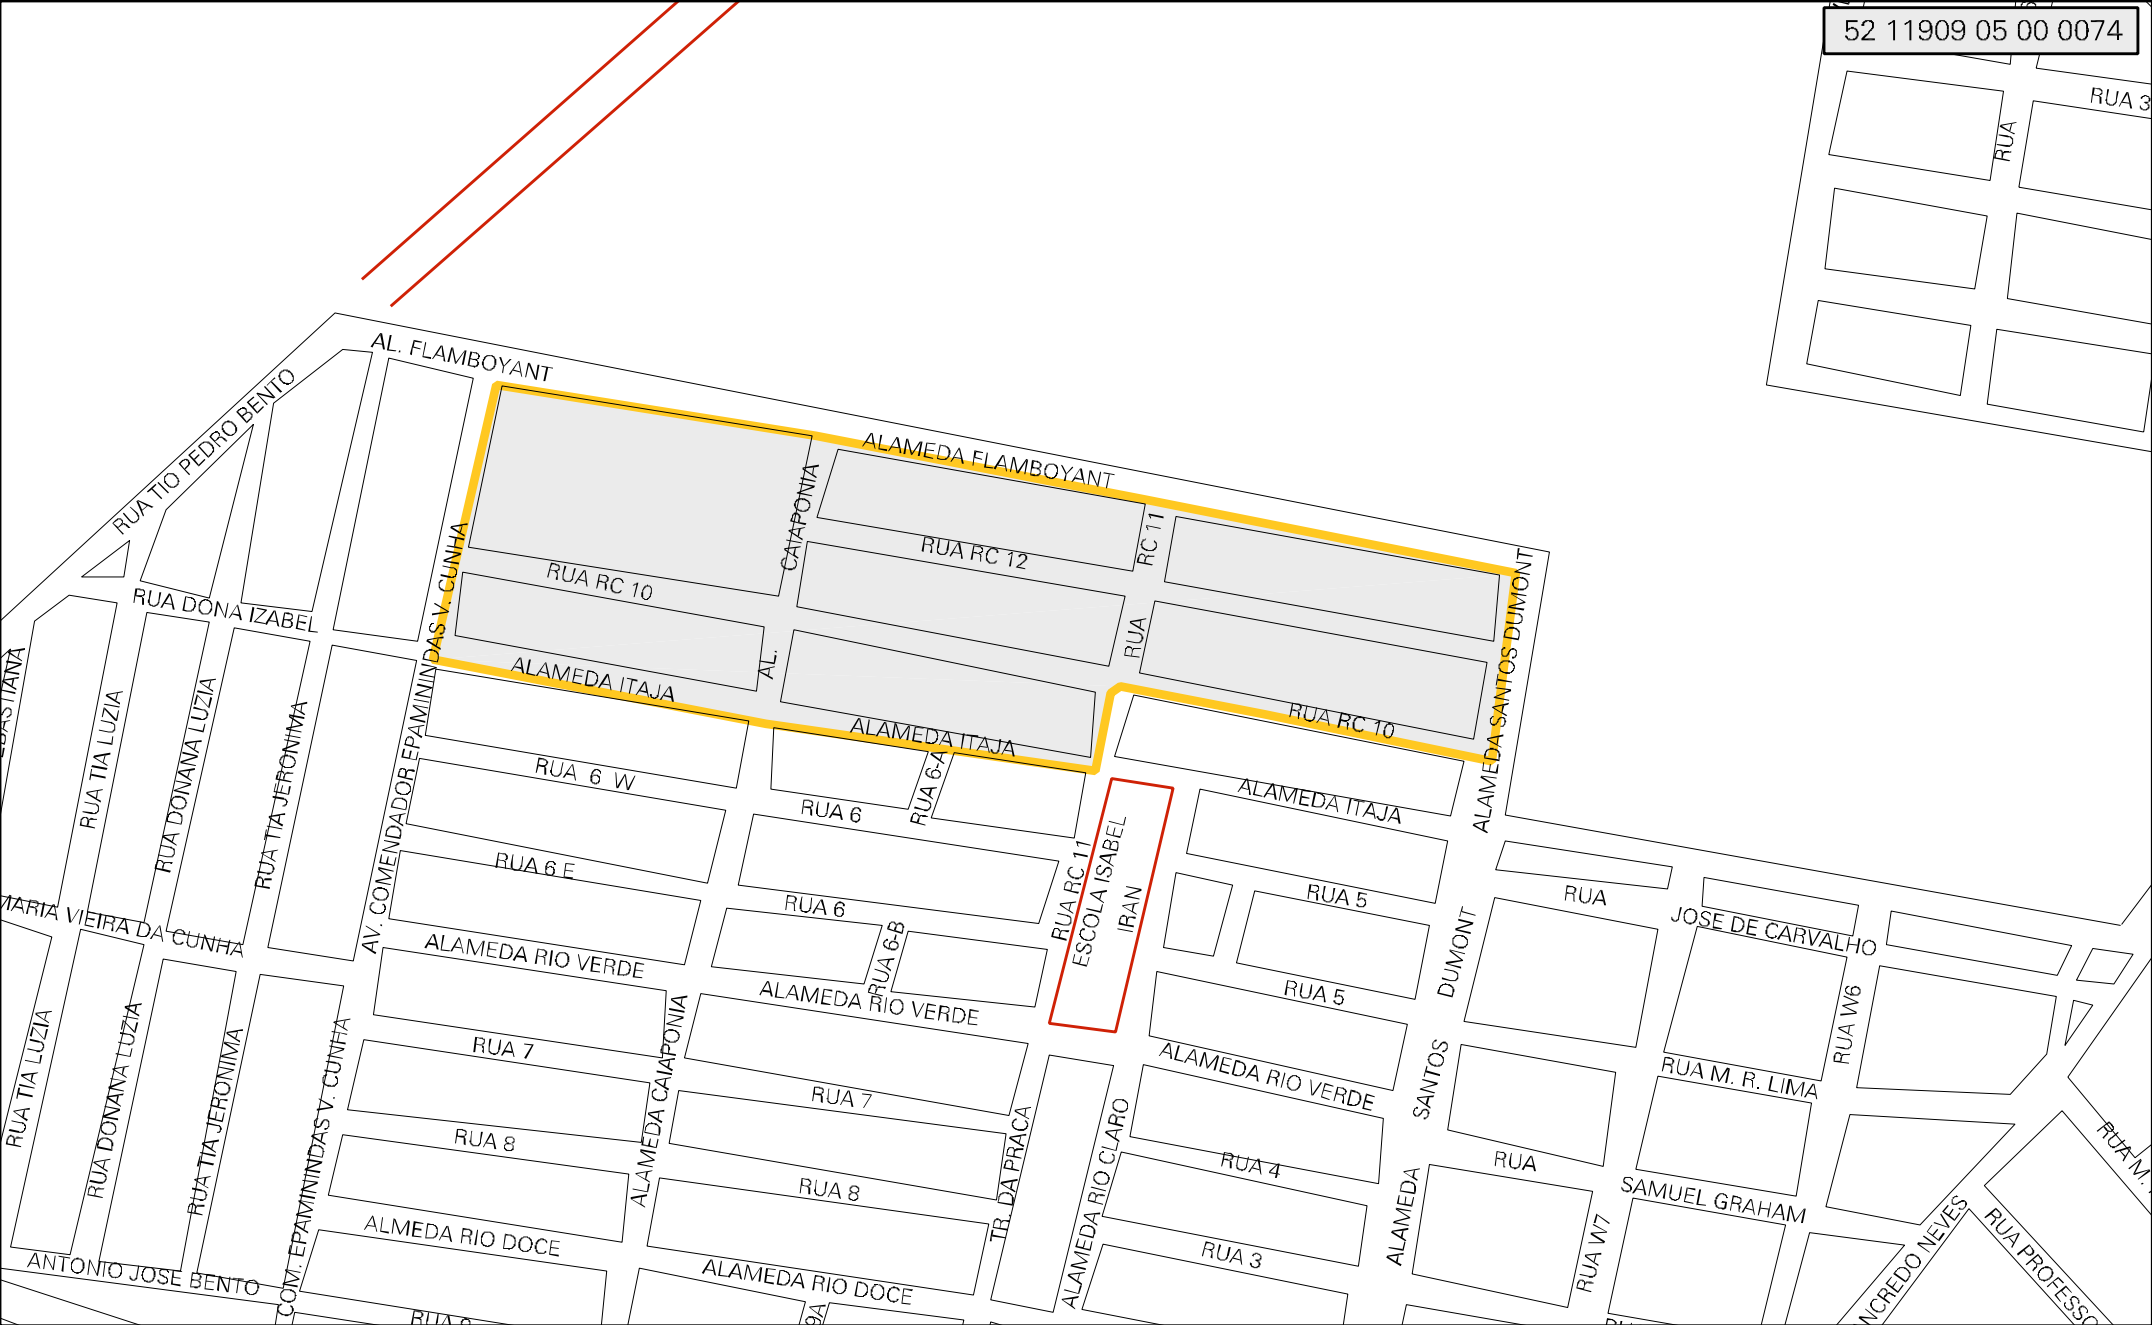 52 11909 05 00 0074
RUA 3
RUA
AL. FLAMBOYANT
RUA TIO PEDRO BENTO
ALAMEDA FLAMBOYANT
CAIAPONIA
RC 11
RUA RC 12
RUA RC 10
RUA DONA IZABEL
AV. COMENDADOR EPAMININDAS V. CUNHA
ALAMEDA SANTOS DUMONT
RUA
AL.
ALAMEDA ITAJA
ALAMEDA ITAJA
RUA RC 10
RUA TIA LUZIA
RUA DONANA LUZIA
RUA TIA JERONIMA
RUA 6 W
RUA 6-A
RUA 6
ALAMEDA ITAJA
RUA 6 E
RUA RC 11
ESCOLA ISABEL
IRAN
RUA 5
RUA
JOSE DE CARVALHO
RUA 6
RUA 6-B
MARIA VIEIRA DA CUNHA
ALAMEDA RIO VERDE
ALAMEDA RIO VERDE
RUA 5
DUMONT
RUA W6
RUA TIA LUZIA
RUA DONANA LUZIA
RUA TIA JERONIMA
COM. EPAMININDAS V. CUNHA
RUA 7
ALAMEDA CAIAPONIA
RUA 7
ALAMEDA RIO VERDE
SANTOS
RUA M. R. LIMA
RUA 8
TR. DA PRACA
ALAMEDA RIO CLARO
RUA 4
RUA
SAMUEL GRAHAM
RUA M.
RUA 8
ALMEDA RIO DOCE
ALAMEDA
RUA W7
RUA 3
NCREDO NEVES
RUA PROFESSO
ANTONIO JOSE BENTO
ALAMEDA RIO DOCE
9A